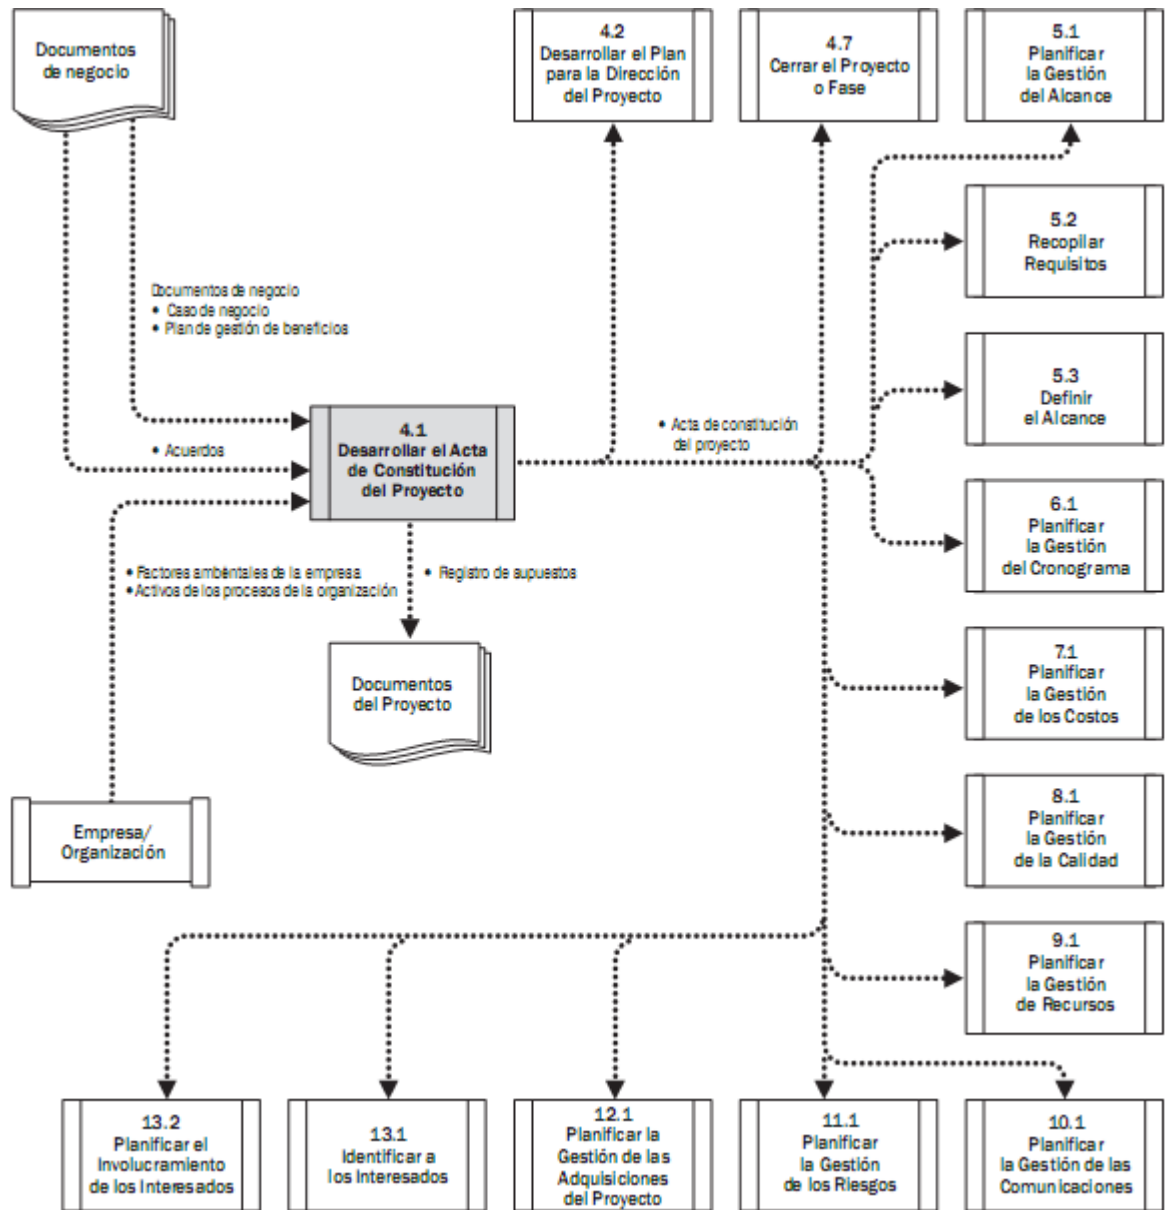 Documentos
de negocio
4.2
Desarrollar el Plan
para la Dirección
del Proyecto
4.7
Cerrar el Proyecto
o Fase
5.1
Planificar
la Gestión
del Alcance
5.2
Recopilar
Requisitos
Documentos de negocio
• Caso de negocio
• Plan de gestión de beneficios
5.3
Definir
el Alcance
4.1
Desarrollar el Acta
de Constitución
del Proyecto
• Acuerdos
• Acta de constitución
del proyecto
6.1
Planificar
la Gestión
del Cronograma
• Factores ambientales de la empresa
• Activos de los procesos de la organización
• Registro de supuestos
7.1
Planificar
la Gestión
de los Costos
Documentos
del Proyecto
8.1
Planificar
la Gestión
de la Calidad
Empresa/
Organización
9.1
Planificar
la Gestión
de Recursos
13.2
Planificar el
Involucramiento
de los Interesados
13.1
Identificar a
los Interesados
12.1
Planificar la
Gestión de las
Adquisiciones
del Proyecto
11.1
Planificar
la Gestión
de los Riesgos
10.1
Planificar
la Gestión de las
Comunicaciones